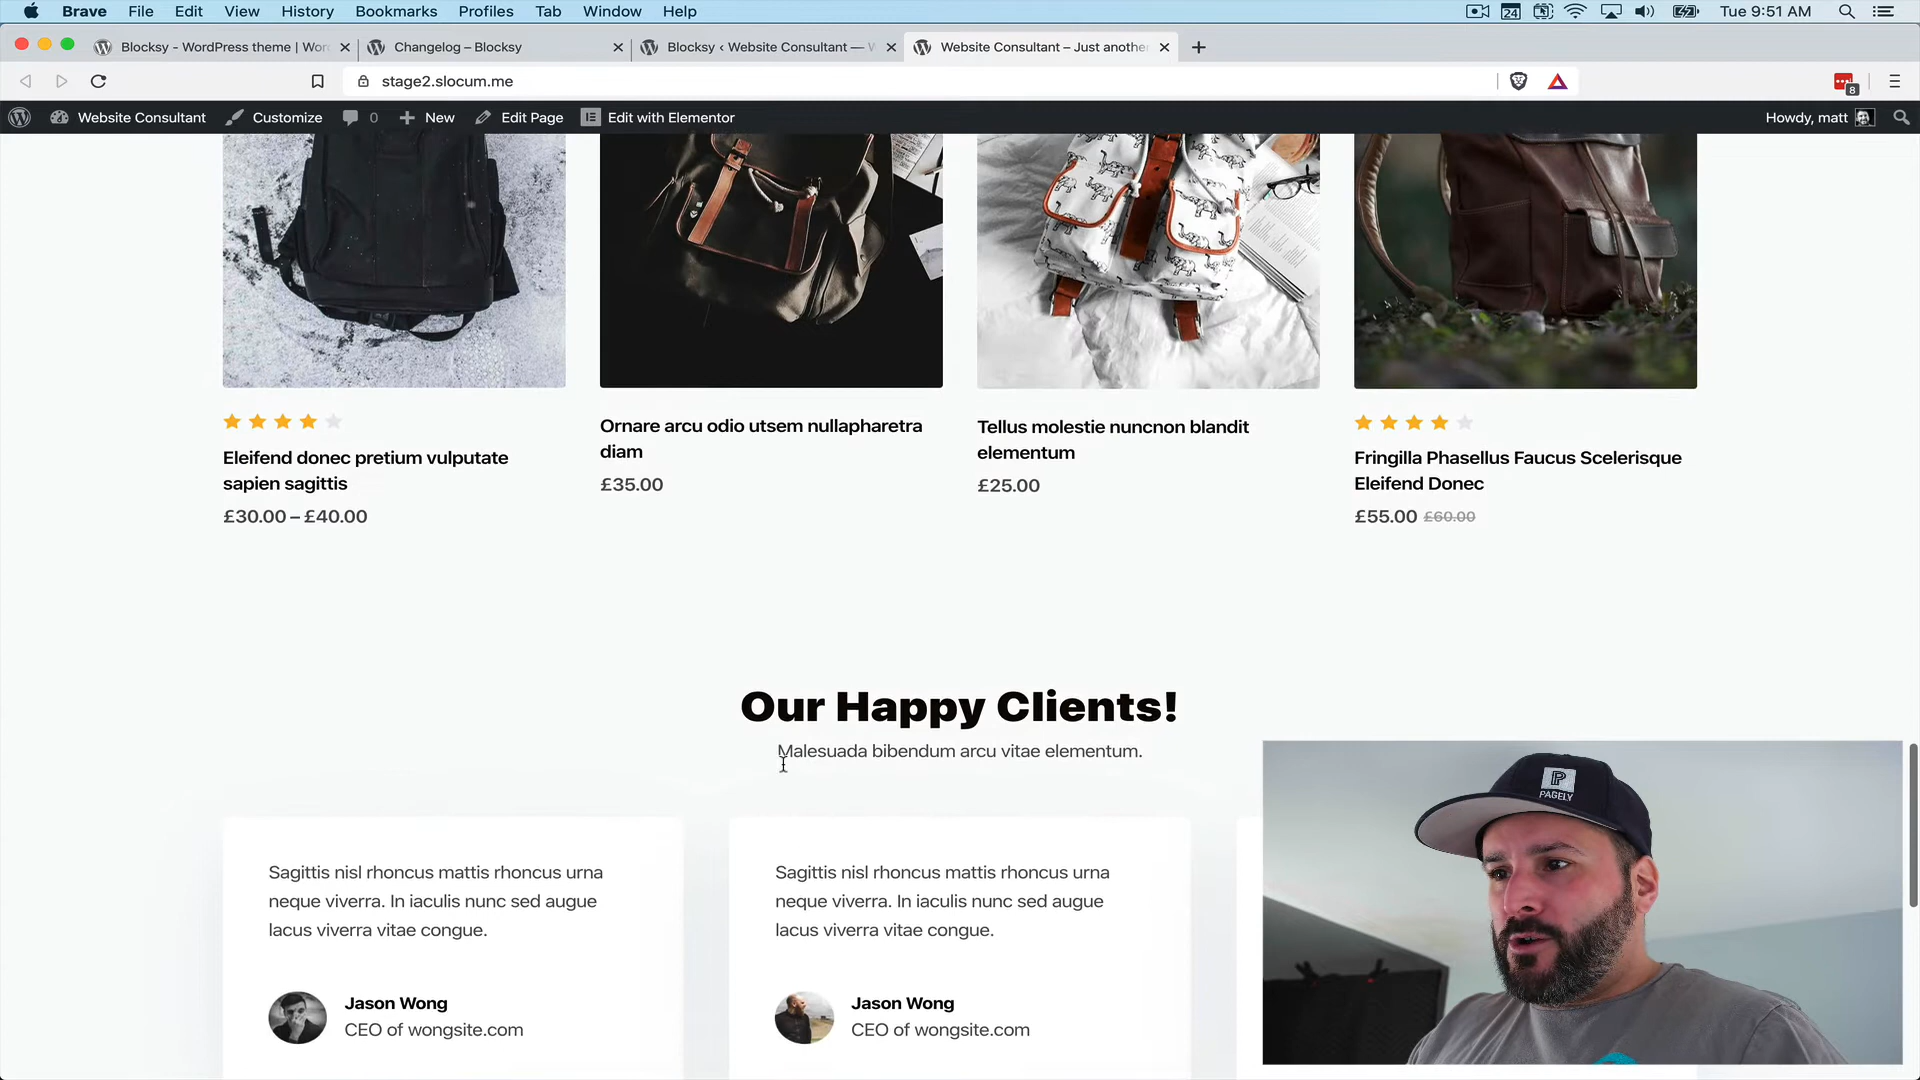 Brave File Edit View History Bookmarks Profiles Tab Window Help 24 Tue 9:51 AM
Blocksy - WordPress theme | Wor
Changelog – Blocksy
Blocksy ‹ Website Consultant — W
Website Consultant – Just anothe
stage2.slocum.me
8
Website Consultant Customize 0 New Edit Page Edit with Elementor Howdy, matt
Eleifend donec pretium vulputate
sapien sagittis
£30.00 – £40.00
Ornare arcu odio utsem nullapharetra
diam
£35.00
Tellus molestie nuncnon blandit
elementum
£25.00
Fringilla Phasellus Faucus Scelerisque
Eleifend Donec
£55.00 £60.00
Our Happy Clients!
Malesuada bibendum arcu vitae elementum.
Sagittis nisl rhoncus mattis rhoncus urna
neque viverra. In iaculis nunc sed augue
lacus viverra vitae congue.
Jason Wong
CEO of wongsite.com
Sagittis nisl rhoncus mattis rhoncus urna
neque viverra. In iaculis nunc sed augue
lacus viverra vitae congue.
Jason Wong
CEO of wongsite.com
P
PAGELY